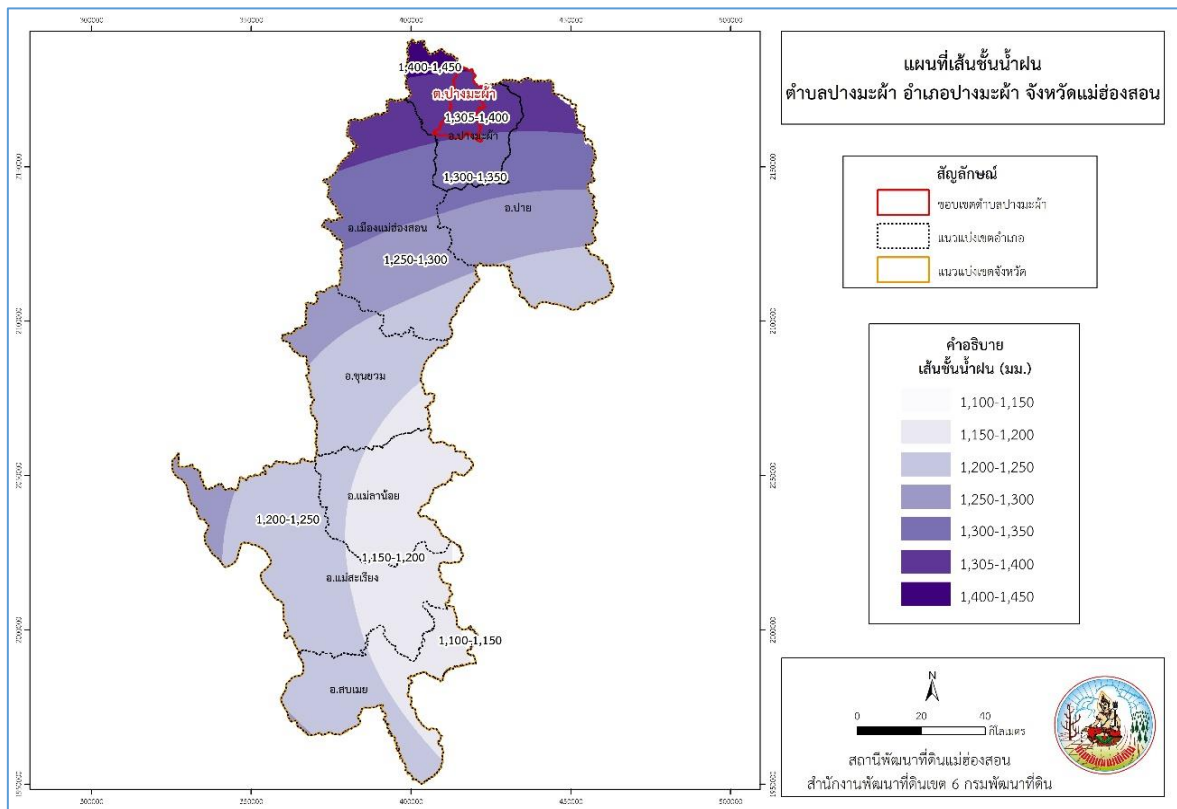 แผนที่เส้นชั้นน้ำฝน
ตำบลปางมะผ้า อำเภอปางมะผ้า จังหวัดแม่ฮ่องสอน
400000
500000
1,400-1,450
ต.ปางมะผ้า
1,305-1,400
อ.ปางมะผ้า
1,300-1,350
อ.ปาย
อ.เมืองแม่ฮ่องสอน
1,250-1,300
อ.ขุนยวม
อ.แม่ลาน้อย
1,200-1,250
1,150-1,200
อ.แม่สะเรียง
1,100-1,150
อ.สบเมย
สัญลักษณ์
ขอบเขตตำบลปางมะผ้า
แนวแบ่งเขตอำเภอ
แนวแบ่งเขตจังหวัด
คำอธิบาย
เส้นชั้นน้ำฝน (มม.)
1,100-1,150
1,150-1,200
1,200-1,250
1,250-1,300
1,300-1,350
1,305-1,400
1,400-1,450
N
0 20 40
กิโลเมตร
สถานีพัฒนาที่ดินแม่ฮ่องสอน
สำนักงานพัฒนาที่ดินเขต 6 กรมพัฒนาที่ดิน
400000
500000